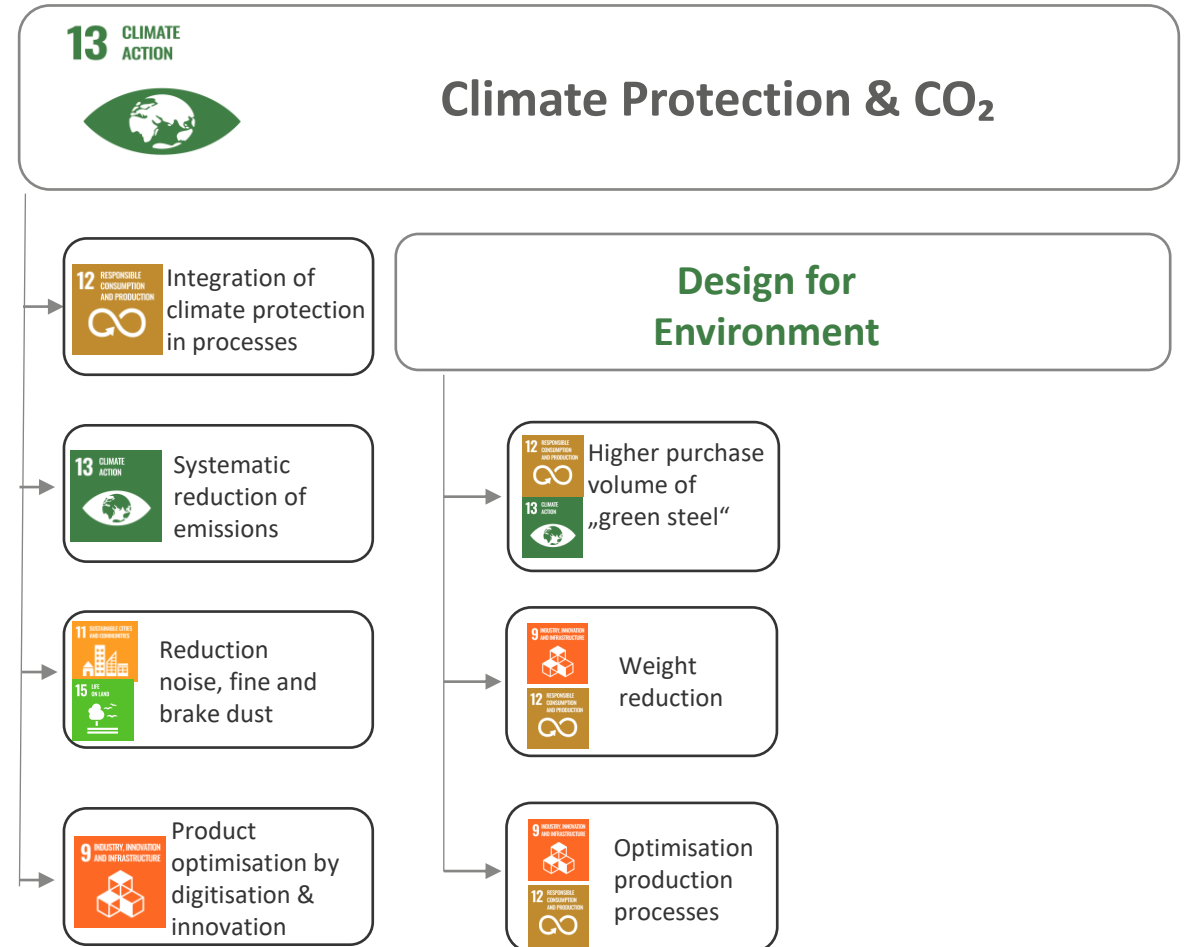 13 CLIMATE
ACTION
Climate Protection & CO₂
12 RESPONSIBLE
CONSUMPTION
AND PRODUCTION
Integration of
climate protection
in processes
Design for
Environment
13 CLIMATE
ACTION
Systematic
reduction of
emissions
12 RESPONSIBLE
CONSUMPTION
AND PRODUCTION
13 CLIMATE
ACTION
Higher purchase
volume of
„green steel“
11 SUSTAINABLE CITIES
AND COMMUNITIES
15 LIFE
ON LAND
Reduction
noise, fine and
brake dust
9 INDUSTRY, INNOVATION
AND INFRASTRUCTURE
12 RESPONSIBLE
CONSUMPTION
AND PRODUCTION
Weight
reduction
9 INDUSTRY, INNOVATION
AND INFRASTRUCTURE
Product
optimisation by
digitisation &
innovation
9 INDUSTRY, INNOVATION
AND INFRASTRUCTURE
12 RESPONSIBLE
CONSUMPTION
AND PRODUCTION
Optimisation
production
processes